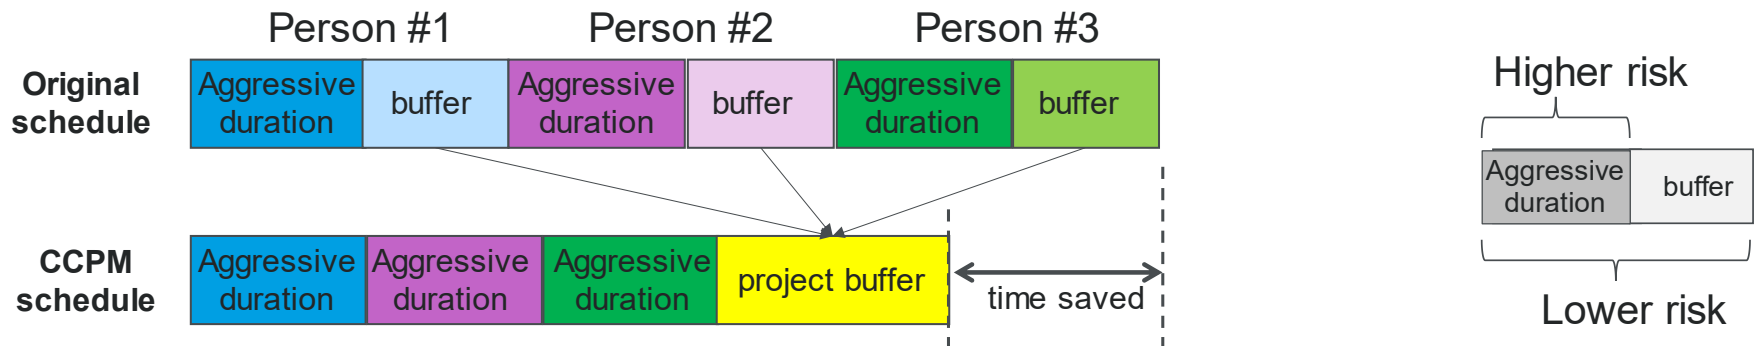 Person #1
Person #2
Person #3
Original
schedule
Aggressive
duration
buffer
Aggressive
duration
buffer
Aggressive
duration
buffer
CCPM
schedule
Aggressive
duration
Aggressive
duration
Aggressive
duration
project buffer
time saved
Higher risk
Aggressive
duration
buffer
Lower risk